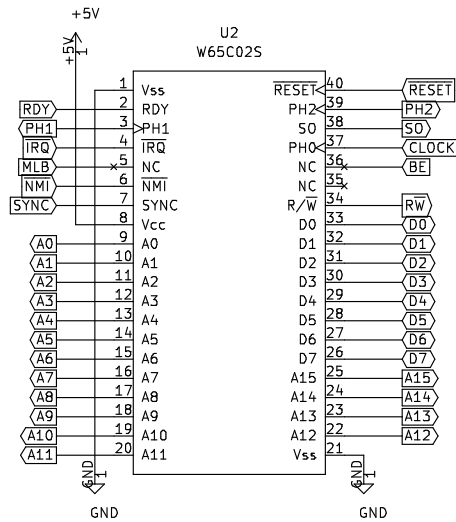 +5V
+5V
1
U2
W65C02S
1 Vss RESET 40 RESET
RDY 2 RDY PH2 39 PH2
PH1 3 PH1 SO 38 SO
IRQ 4 IRQ PH0 37 CLOCK
MLB 5 NC NC 36 BE
NMI 6 NMI NC 35
SYNC 7 SYNC R/W 34 RW
8 Vcc D0 33 D0
A0 9 A0 D1 32 D1
A1 10 A1 D2 31 D2
A2 11 A2 D3 30 D3
A3 12 A3 D4 29 D4
A4 13 A4 D5 28 D5
A5 14 A5 D6 27 D6
A6 15 A6 D7 26 D7
A7 16 A7 A15 25 A15
A8 17 A8 A14 24 A14
A9 18 A9 A13 23 A13
A10 19 A10 A12 22 A12
A11 20 A11 Vss 21
GND 1 GND 1
GND GND